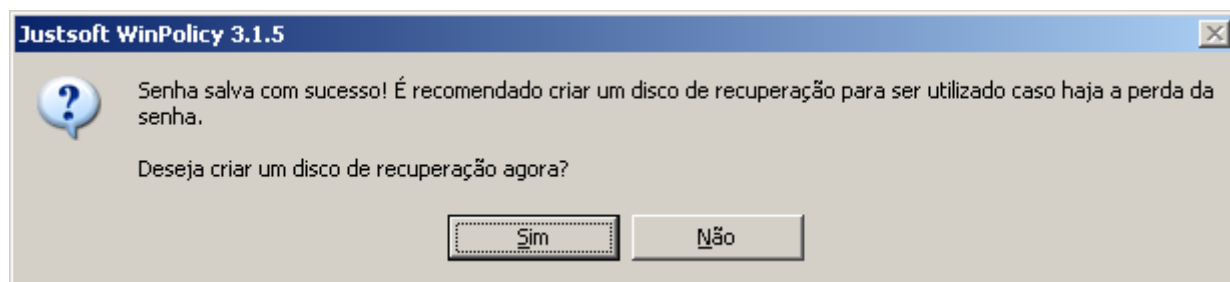 Justsoft WinPolicy 3.1.5
Senha salva com sucesso! É recomendado criar um disco de recuperação para ser utilizado caso haja a perda da
senha.
Deseja criar um disco de recuperação agora?
Sim
Não